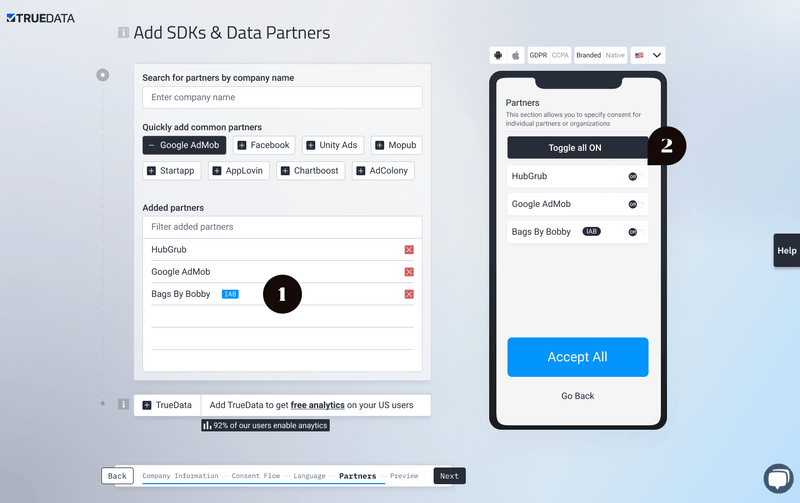 TRUEDATA
i Add SDKs & Data Partners
Search for partners by company name
Enter company name
Quickly add common partners
− Google AdMob + Facebook + Unity Ads + Mopub
+ Startapp + AppLovin + Chartboost + AdColony
Added partners
Filter added partners
HubGrub
Google AdMob
Bags By Bobby IAB
1
i + TrueData Add TrueData to get free analytics on your US users
92% of our users enable anaytics
Back Company Information Consent Flow Language Partners Preview Next
GDPR CCPA Branded Native
Partners
This section allows you to specify consent for
individual partners or organizations
Toggle all ON
2
HubGrub Off
Google AdMob Off
Bags By Bobby IAB Off
Accept All
Go Back
Help